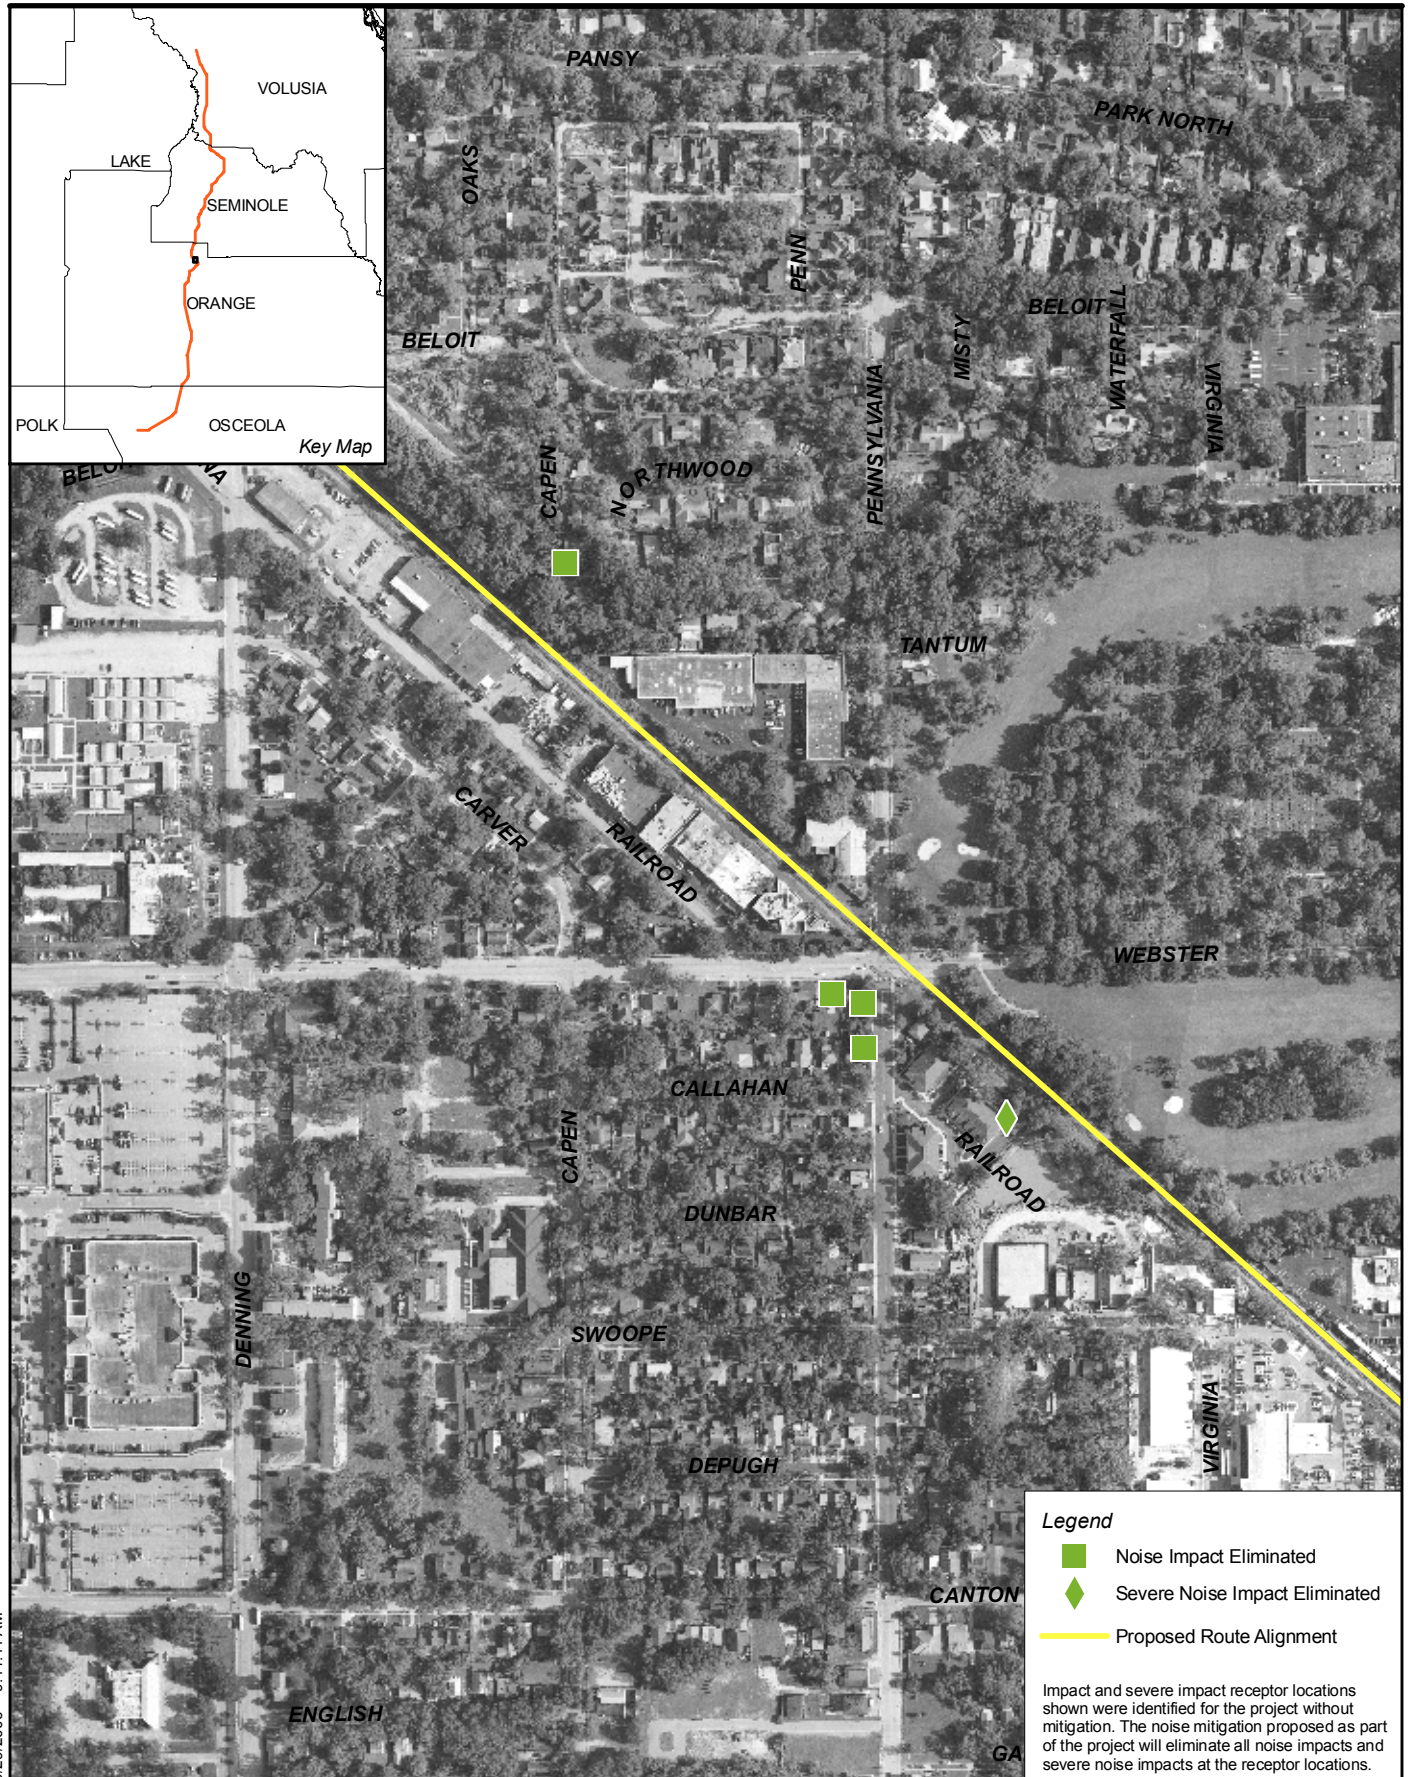 VOLUSIA
LAKE
SEMINOLE
ORANGE
POLK
OSCEOLA
Key Map
PANSY
PARK NORTH
OAKS
PENN
BELOIT
BELOIT
WATERFALL
MISTY
VIRGINIA
PENNSYLVANIA
CAPEN
NORTHWOOD
TANTUM
CARVER
RAILROAD
WEBSTER
CALLAHAN
CAPEN
RAILROAD
DUNBAR
DENNING
SWOOPE
VIRGINIA
DEPUGH
CANTON
ENGLISH
GA
Legend
Noise Impact Eliminated
Severe Noise Impact Eliminated
Proposed Route Alignment
Impact and severe impact receptor locations
shown were identified for the project without
mitigation. The noise mitigation proposed as part
of the project will eliminate all noise impacts and
severe noise impacts at the receptor locations.